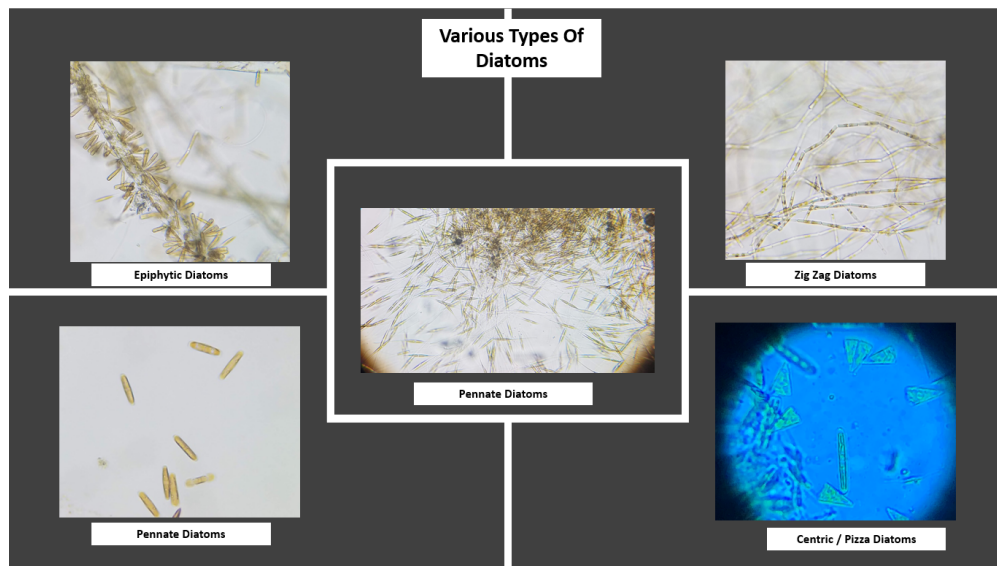 Various Types Of
Diatoms
Epiphytic Diatoms
Zig Zag Diatoms
Pennate Diatoms
Pennate Diatoms
Centric / Pizza Diatoms